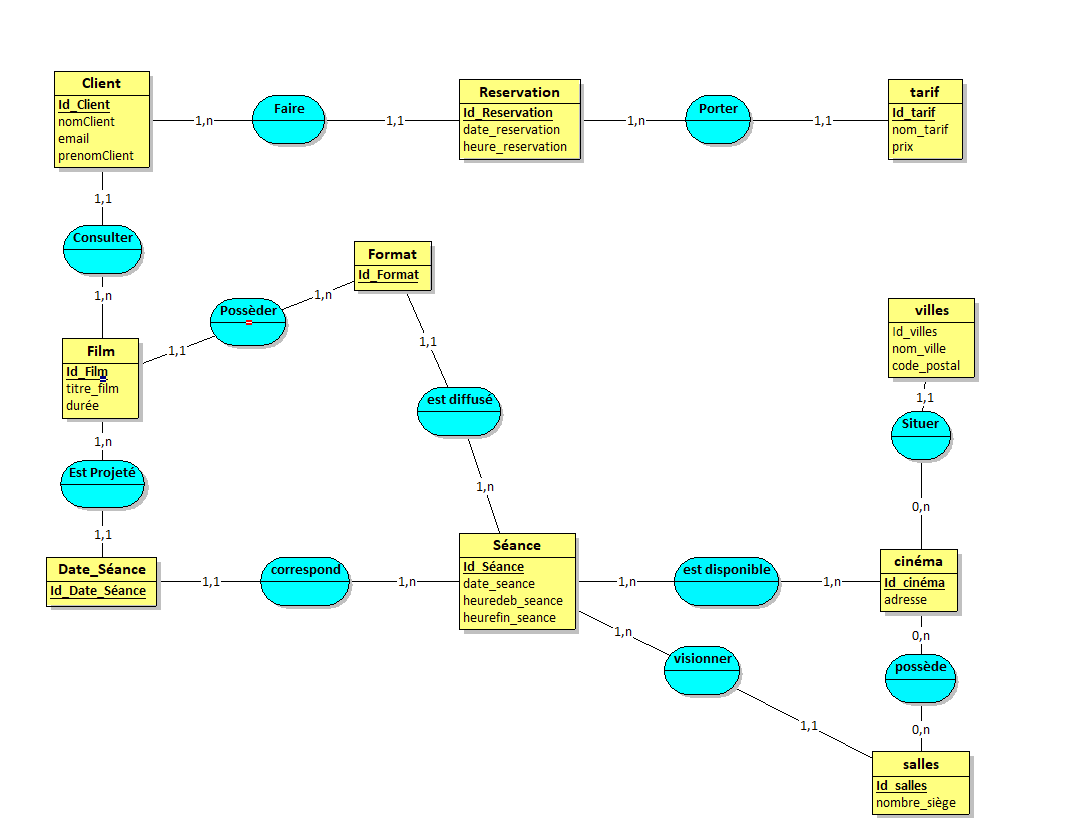 Client
Id_Client
nomClient
email
prenomClient
1,n
Faire
1,1
Reservation
Id_Reservation
date_reservation
heure_reservation
1,n
Porter
1,1
tarif
Id_tarif
nom_tarif
prix
1,1
Consulter
1,n
Format
Id_Format
1,n
Possèder
1,1
Film
Id_Film
titre_film
durée
1,1
est diffusé
1,n
villes
Id_villes
nom_ville
code_postal
1,1
Situer
0,n
1,n
Est Projeté
1,1
Date_Séance
Id_Date_Séance
1,1
correspond
1,n
Séance
Id_Séance
date_seance
heuredeb_seance
heurefin_seance
1,n
est disponible
1,n
cinéma
Id_cinéma
adresse
1,n
visionner
1,1
0,n
possède
0,n
salles
Id_salles
nombre_siège